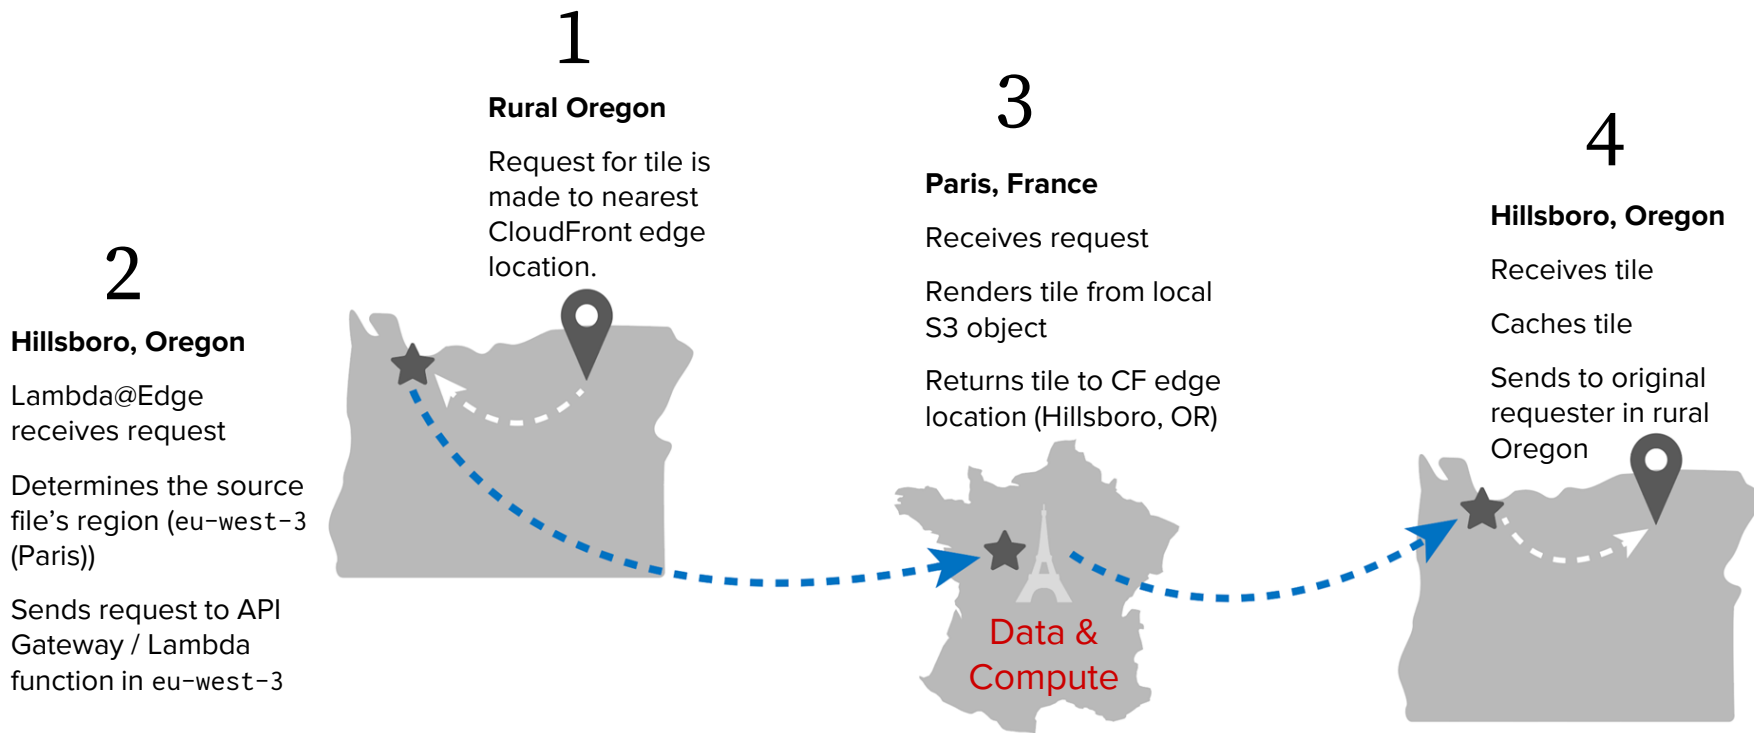 1
Rural Oregon
Request for tile is
made to nearest
CloudFront edge
location.
2
Hillsboro, Oregon
Lambda@Edge
receives request
Determines the source
file's region (eu-west-3
(Paris))
Sends request to API
Gateway / Lambda
function in eu-west-3
3
Paris, France
Receives request
Renders tile from local
S3 object
Returns tile to CF edge
location (Hillsboro, OR)
Data &
Compute
4
Hillsboro, Oregon
Receives tile
Caches tile
Sends to original
requester in rural
Oregon